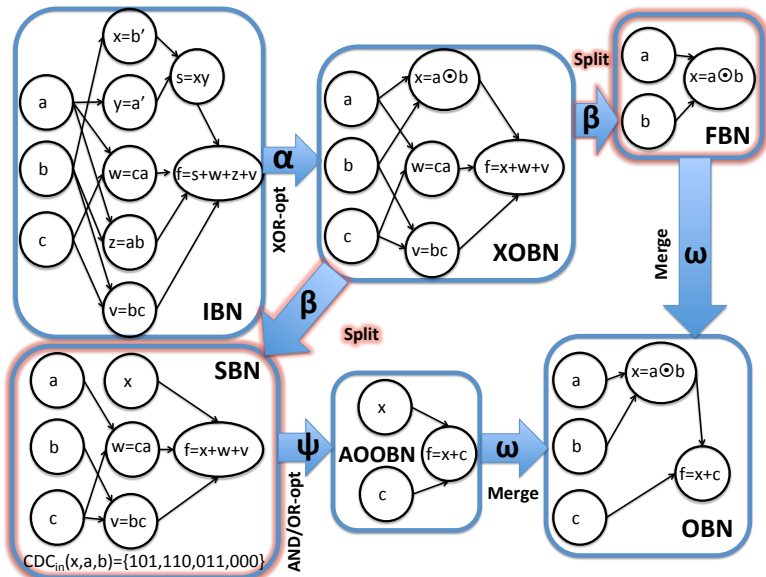 x=b’
s=xy
a
y=a’
b
w=ca
f=s+w+z+v
c
z=ab
v=bc
IBN
α
XOR-opt
a
x=a⊙b
b
w=ca
f=x+w+v
c
v=bc
XOBN
Split
β
a
x=a⊙b
b
FBN
Merge
ω
β
Split
SBN
a
x
b
w=ca
f=x+w+v
c
v=bc
CDCin(x,a,b)={101,110,011,000}
ψ
AND/OR-opt
x
AOOBN
f=x+c
c
ω
Merge
a
x=a⊙b
b
f=x+c
c
OBN